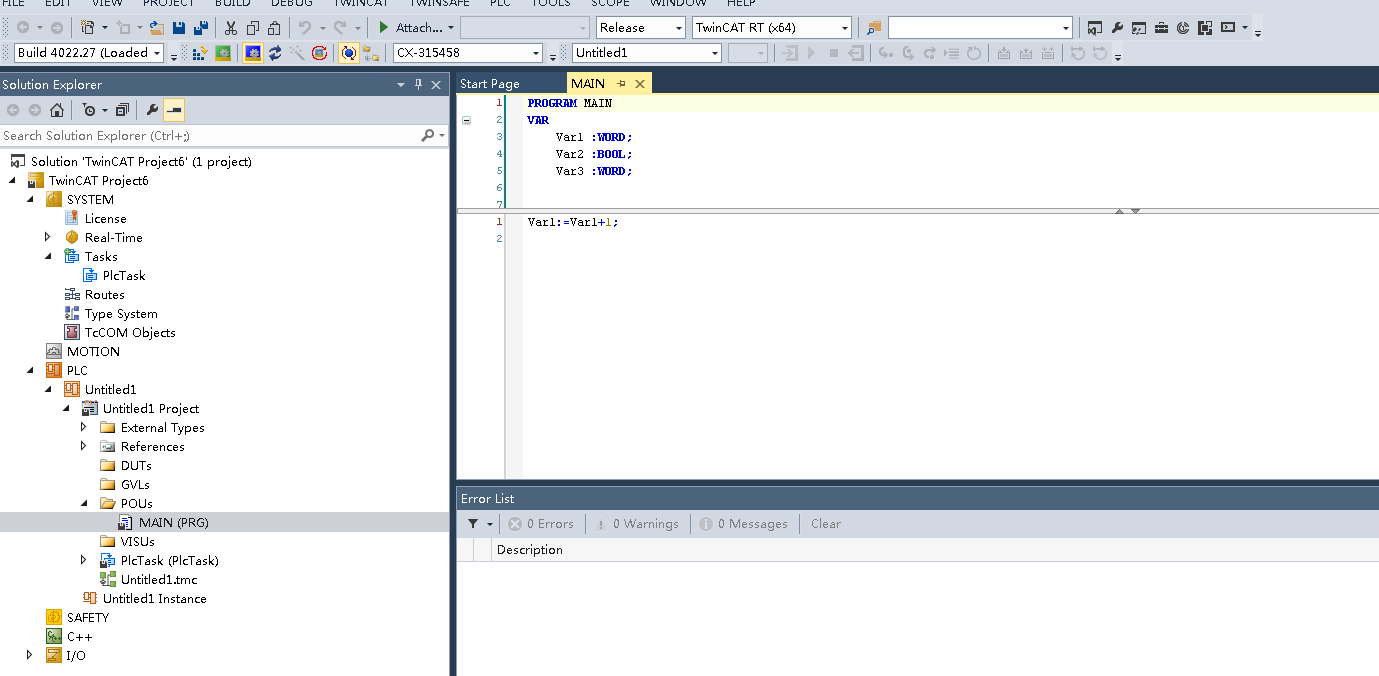 FILE EDIT VIEW PROJECT BUILD DEBUG TWINCAT TWINSAFE PLC TOOLS SCOPE WINDOW HELP
Attach... Release TwinCAT RT (x64)
Build 4022.27 (Loaded CX-315458 Untitled1
Solution Explorer
Search Solution Explorer (Ctrl+;)
Solution 'TwinCAT Project6' (1 project)
TwinCAT Project6
SYSTEM
License
Real-Time
Tasks
PlcTask
Routes
Type System
TcCOM Objects
MOTION
PLC
Untitled1
Untitled1 Project
External Types
References
DUTs
GVLs
POUs
MAIN (PRG)
VISUs
PlcTask (PlcTask)
Untitled1.tmc
Untitled1 Instance
SAFETY
C++
I/O
Start Page MAIN
1 PROGRAM MAIN
2 VAR
3 Var1 :WORD;
4 Var2 :BOOL;
5 Var3 :WORD;
6
7
1 Var1:=Var1+1;
2
Error List
0 Errors 0 Warnings 0 Messages Clear
Description